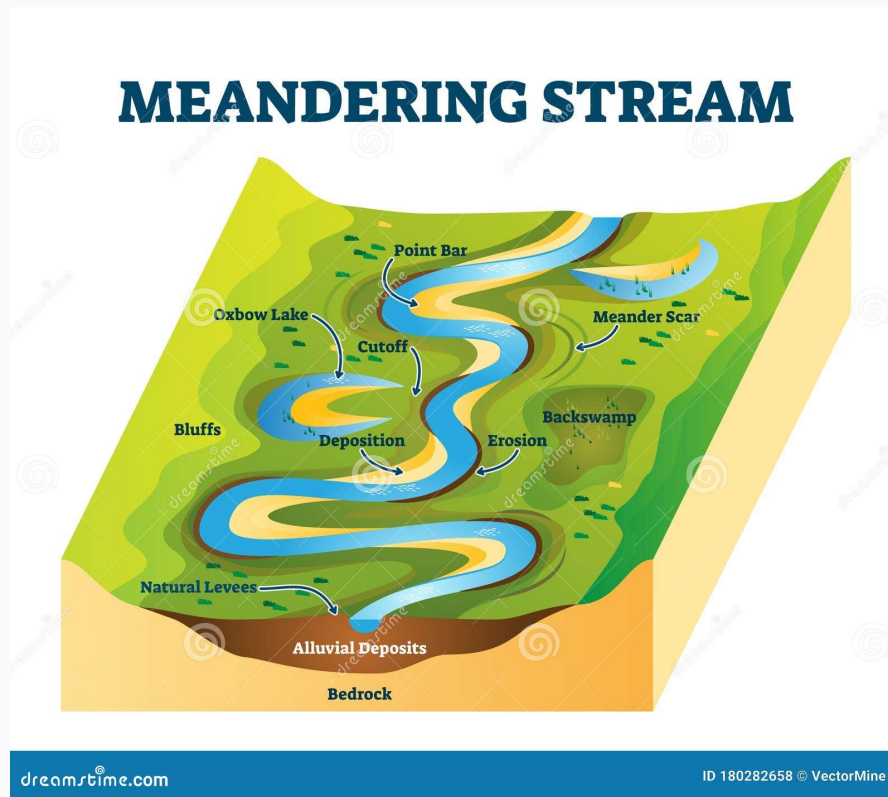 MEANDERING STREAM
Point Bar
Oxbow Lake
Meander Scar
Cutoff
Backswamp
Bluffs
Deposition
Erosion
Natural Levees
Alluvial Deposits
Bedrock
dreamstime.com
ID 180282658 © VectorMine